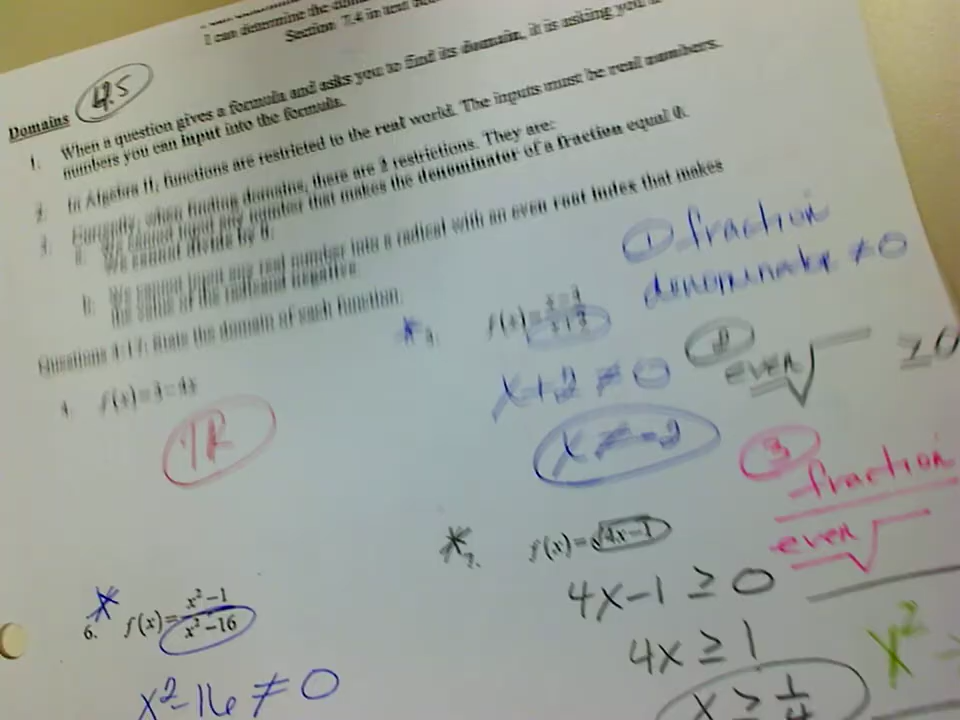 I can determine the
Section 7.4 in text
Domains 4.5
1. When a question gives a formula and asks you to find its domain, it is asking you
numbers you can input into the formula.
2. In Algebra II, functions are restricted to the real world. The inputs must be real numbers.
3. Currently, when finding domains, there are 2 restrictions. They are:
a. We cannot input any number that makes the denominator of a fraction equal 0.
We cannot divide by 0.
b. We cannot input any real number into a radical with an even root index that makes
the value of the radicand negative.
Questions 4-17: State the domain of each function.
① fraction
denominator ≠ 0
② even √ ≥0
③ fraction
even √
4. f(x)=3-4x
ℝ
x+2 ≠ 0
x ≠ -2
6. f(x)= x²-1 / x²-16
x²-16 ≠ 0
7. f(x)=√4x-1
4x-1 ≥ 0
4x ≥ 1
x ≥ 1/4
x²